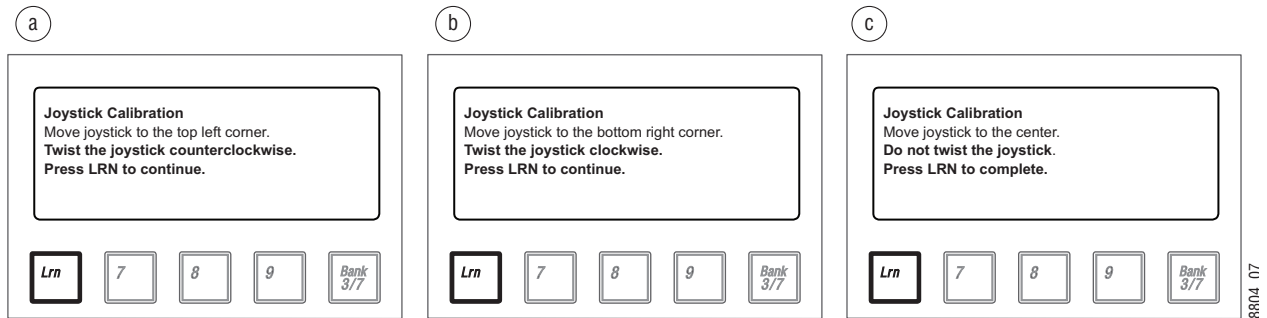 a
Joystick Calibration
Move joystick to the top left corner.
Twist the joystick counterclockwise.
Press LRN to continue.
Lrn 7 8 9 Bank
3/7
b
Joystick Calibration
Move joystick to the bottom right corner.
Twist the joystick clockwise.
Press LRN to continue.
Lrn 7 8 9 Bank
3/7
c
Joystick Calibration
Move joystick to the center.
Do not twist the joystick.
Press LRN to complete.
Lrn 7 8 9 Bank
3/7
8804_07